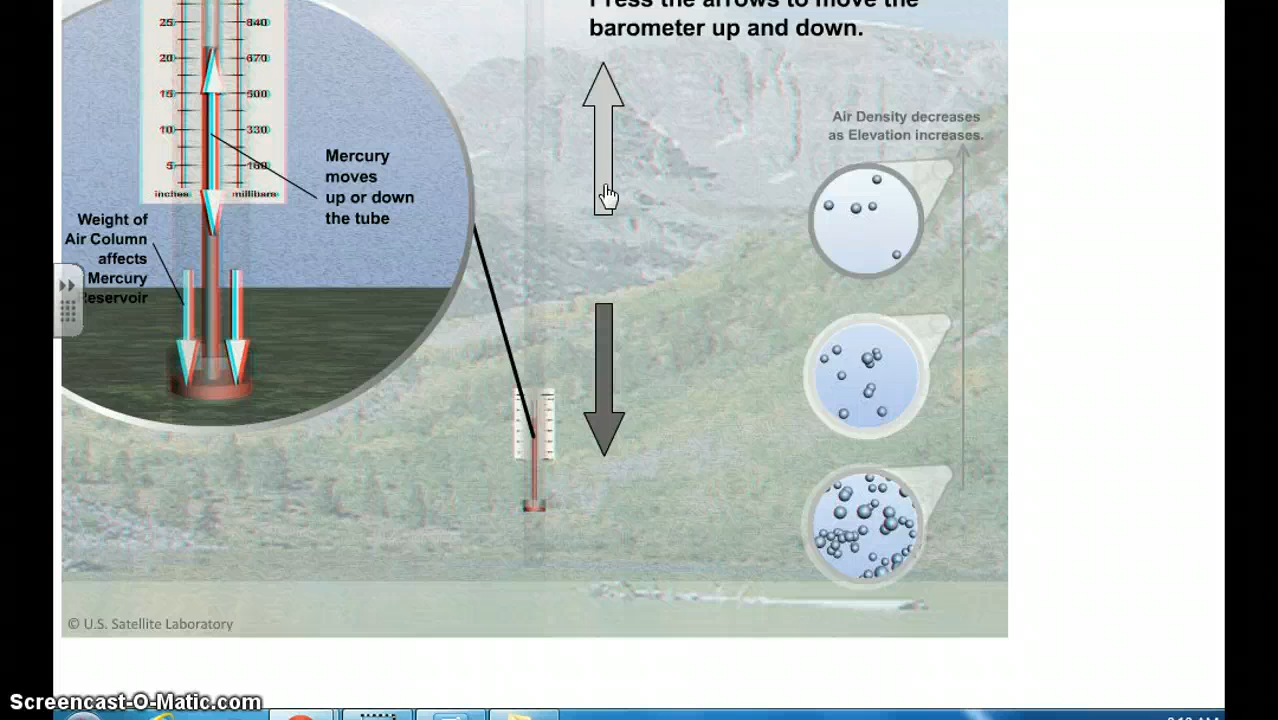 Press the arrows to move the
barometer up and down.
25
840
20
670
15
500
10
330
5
160
inches
millibars
Mercury
moves
up or down
the tube
Weight of
Air Column
affects
Mercury
Reservoir
Air Density decreases
as Elevation increases.
© U.S. Satellite Laboratory
Screencast-O-Matic.com